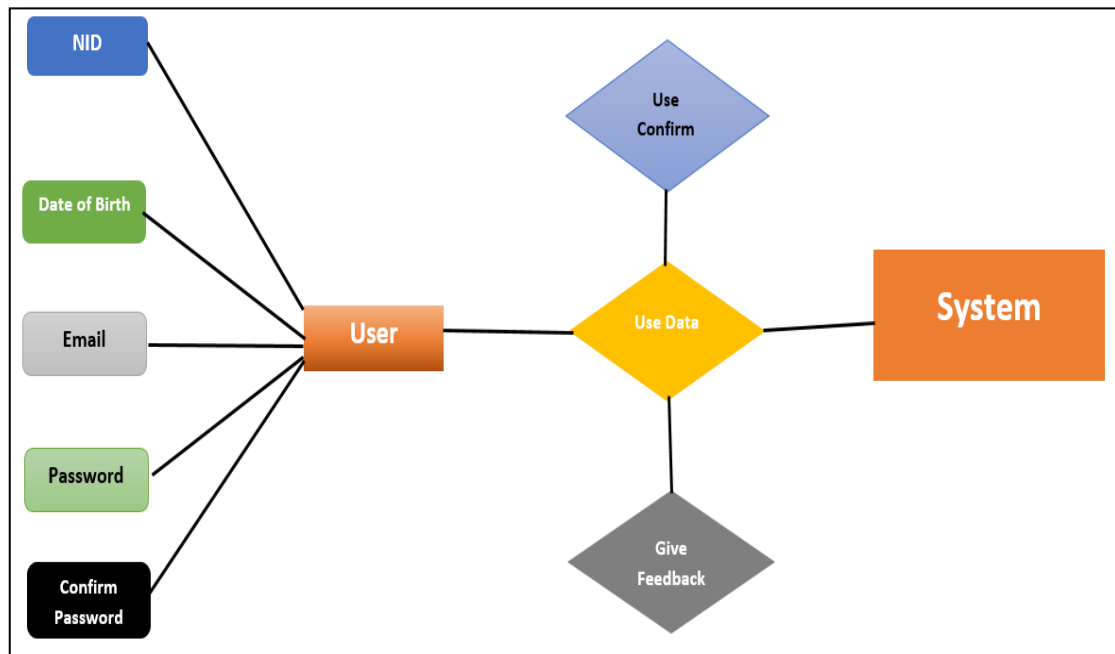 NID
Date of Birth
Email
Password
Confirm
Password
User
Use
Confirm
Use Data
Give
Feedback
System